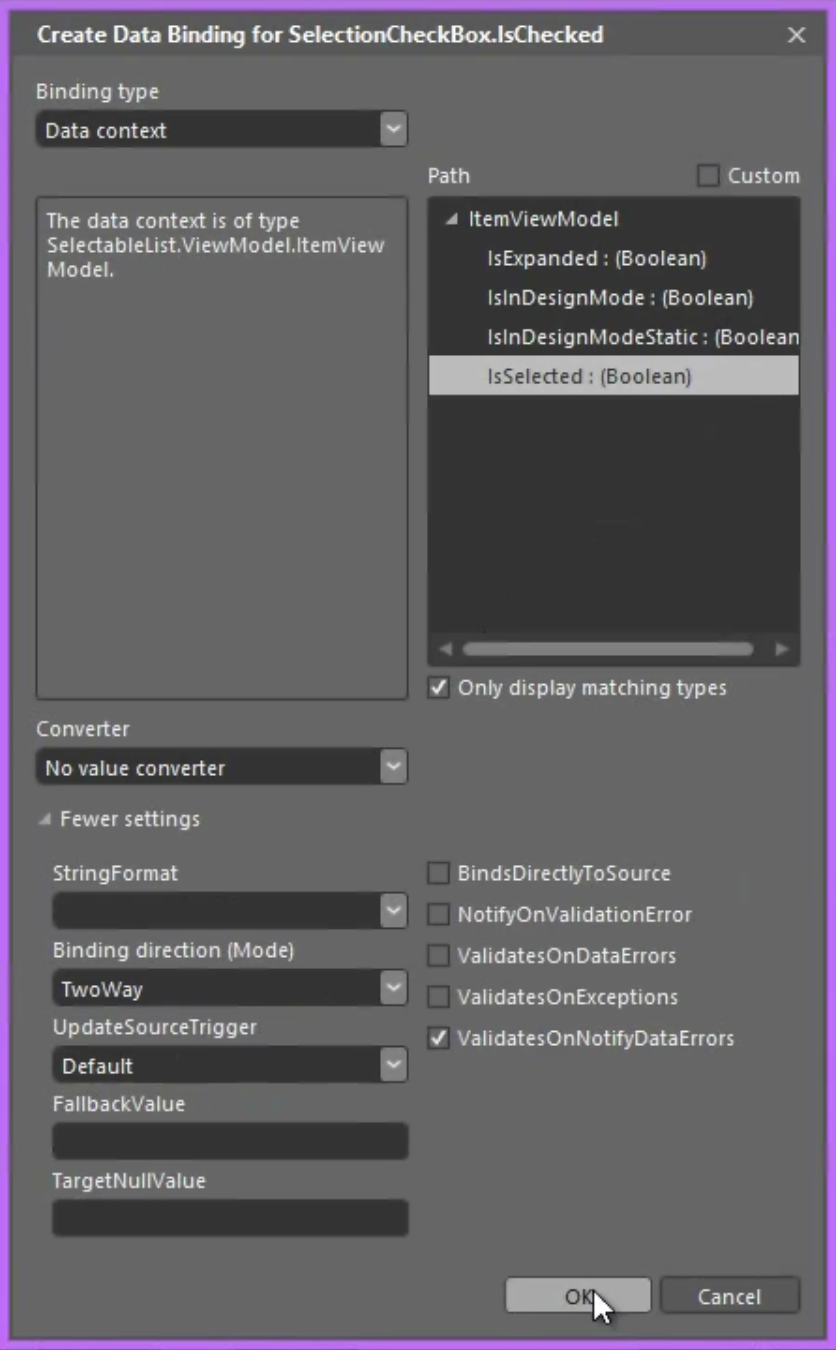 Create Data Binding for SelectionCheckBox.IsChecked
Binding type
Data context
Path
Custom
The data context is of type
SelectableList.ViewModel.ItemView
Model.
ItemViewModel
IsExpanded : (Boolean)
IsInDesignMode : (Boolean)
IsInDesignModeStatic : (Boolean
IsSelected : (Boolean)
Only display matching types
Converter
No value converter
Fewer settings
StringFormat
Binding direction (Mode)
TwoWay
UpdateSourceTrigger
Default
FallbackValue
TargetNullValue
BindsDirectlyToSource
NotifyOnValidationError
ValidatesOnDataErrors
ValidatesOnExceptions
ValidatesOnNotifyDataErrors
OK
Cancel